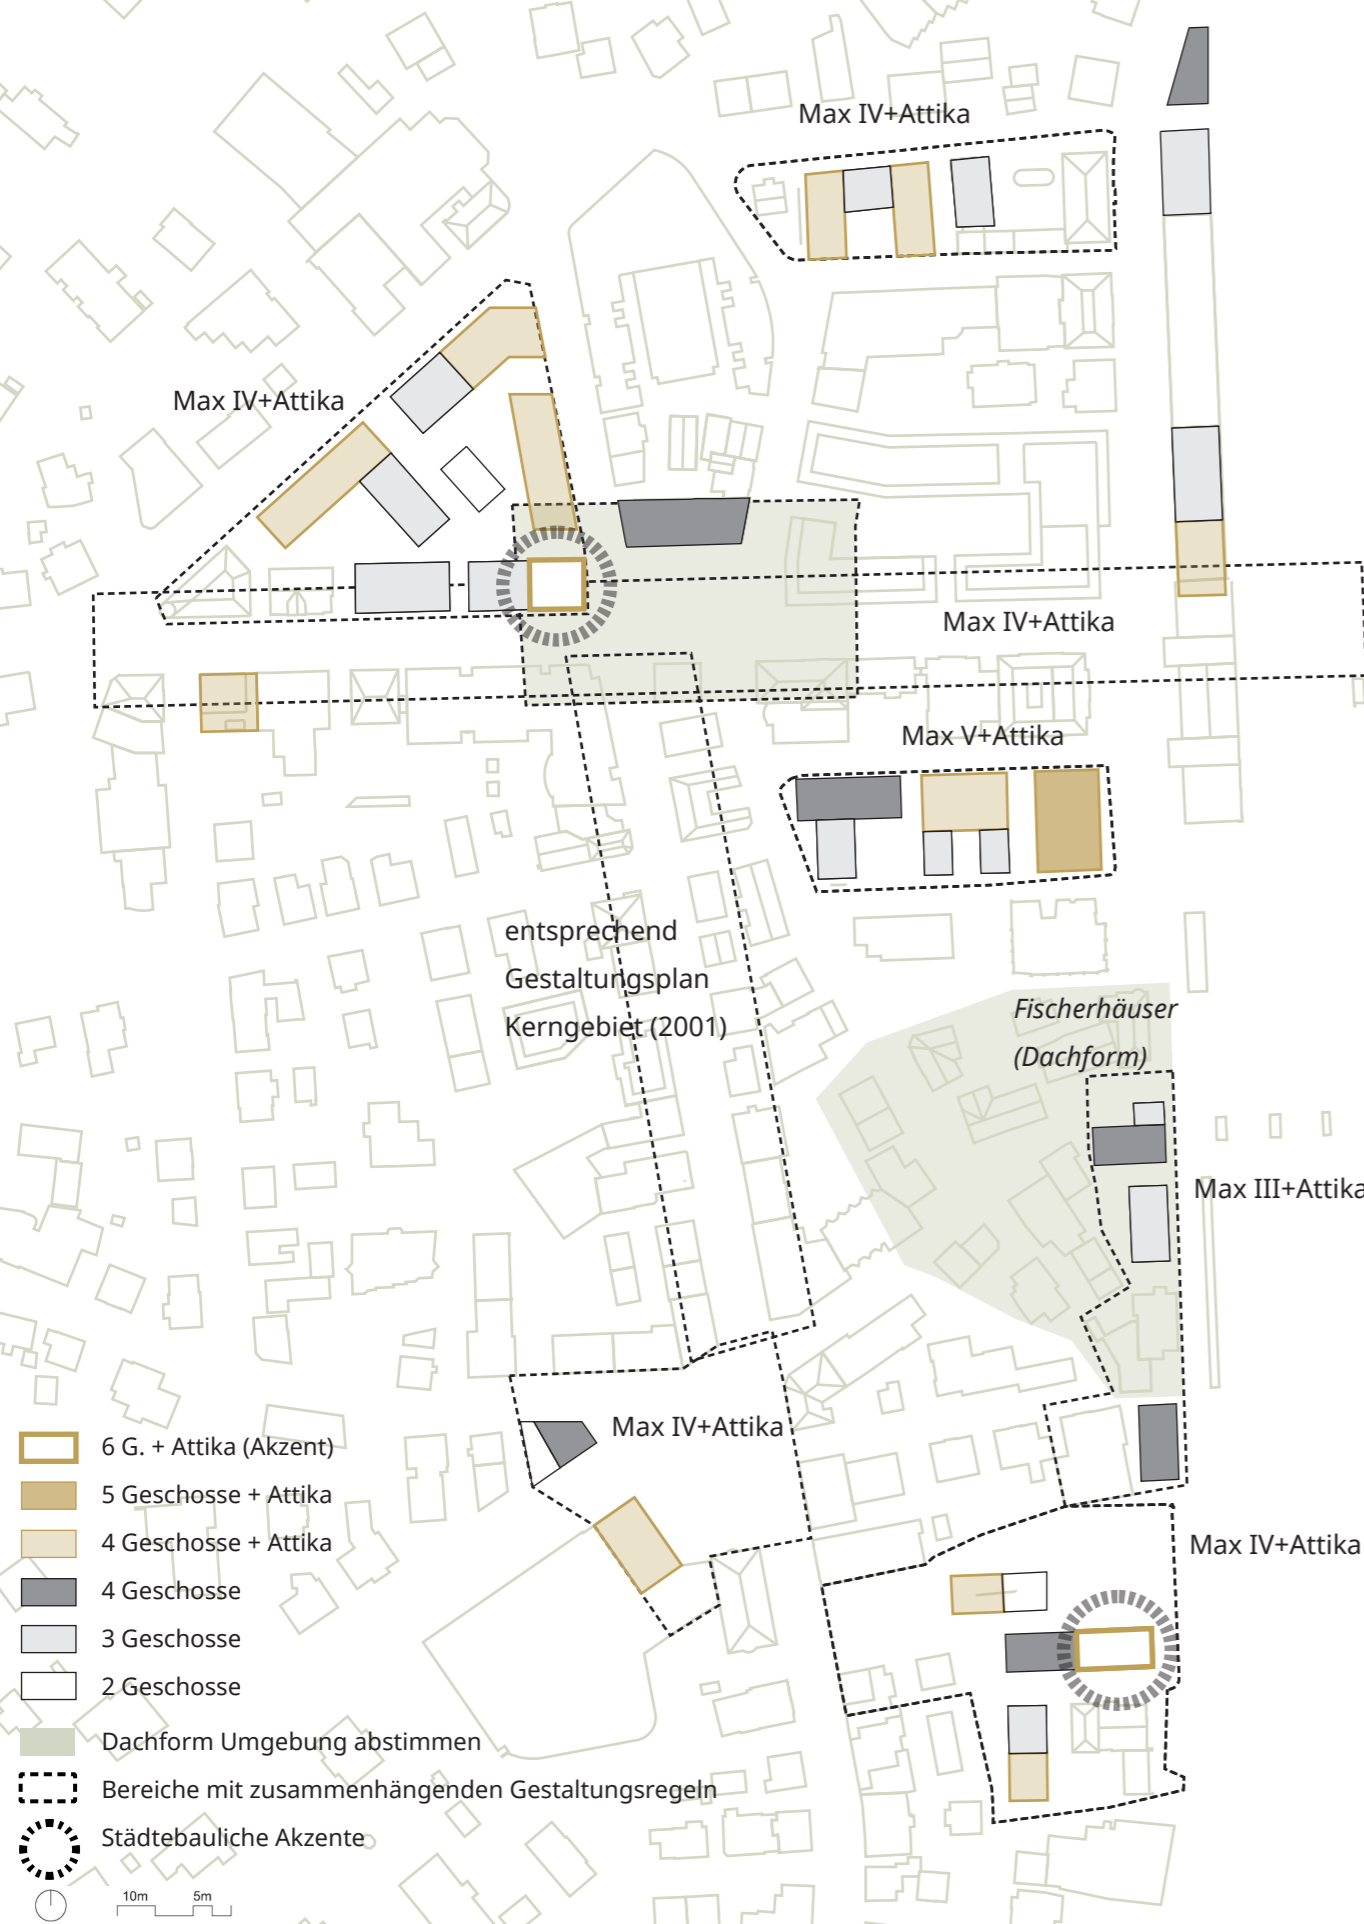 Max IV+Attika
Max IV+Attika
Max IV+Attika
Max V+Attika
entsprechend
Gestaltungsplan
Kerngebiet (2001)
Fischerhäuser
(Dachform)
Max III+Attika
Max IV+Attika
Max IV+Attika
6 G. + Attika (Akzent)
5 Geschosse + Attika
4 Geschosse + Attika
4 Geschosse
3 Geschosse
2 Geschosse
Dachform Umgebung abstimmen
Bereiche mit zusammenhängenden Gestaltungsregeln
Städtebauliche Akzente
10m 5m